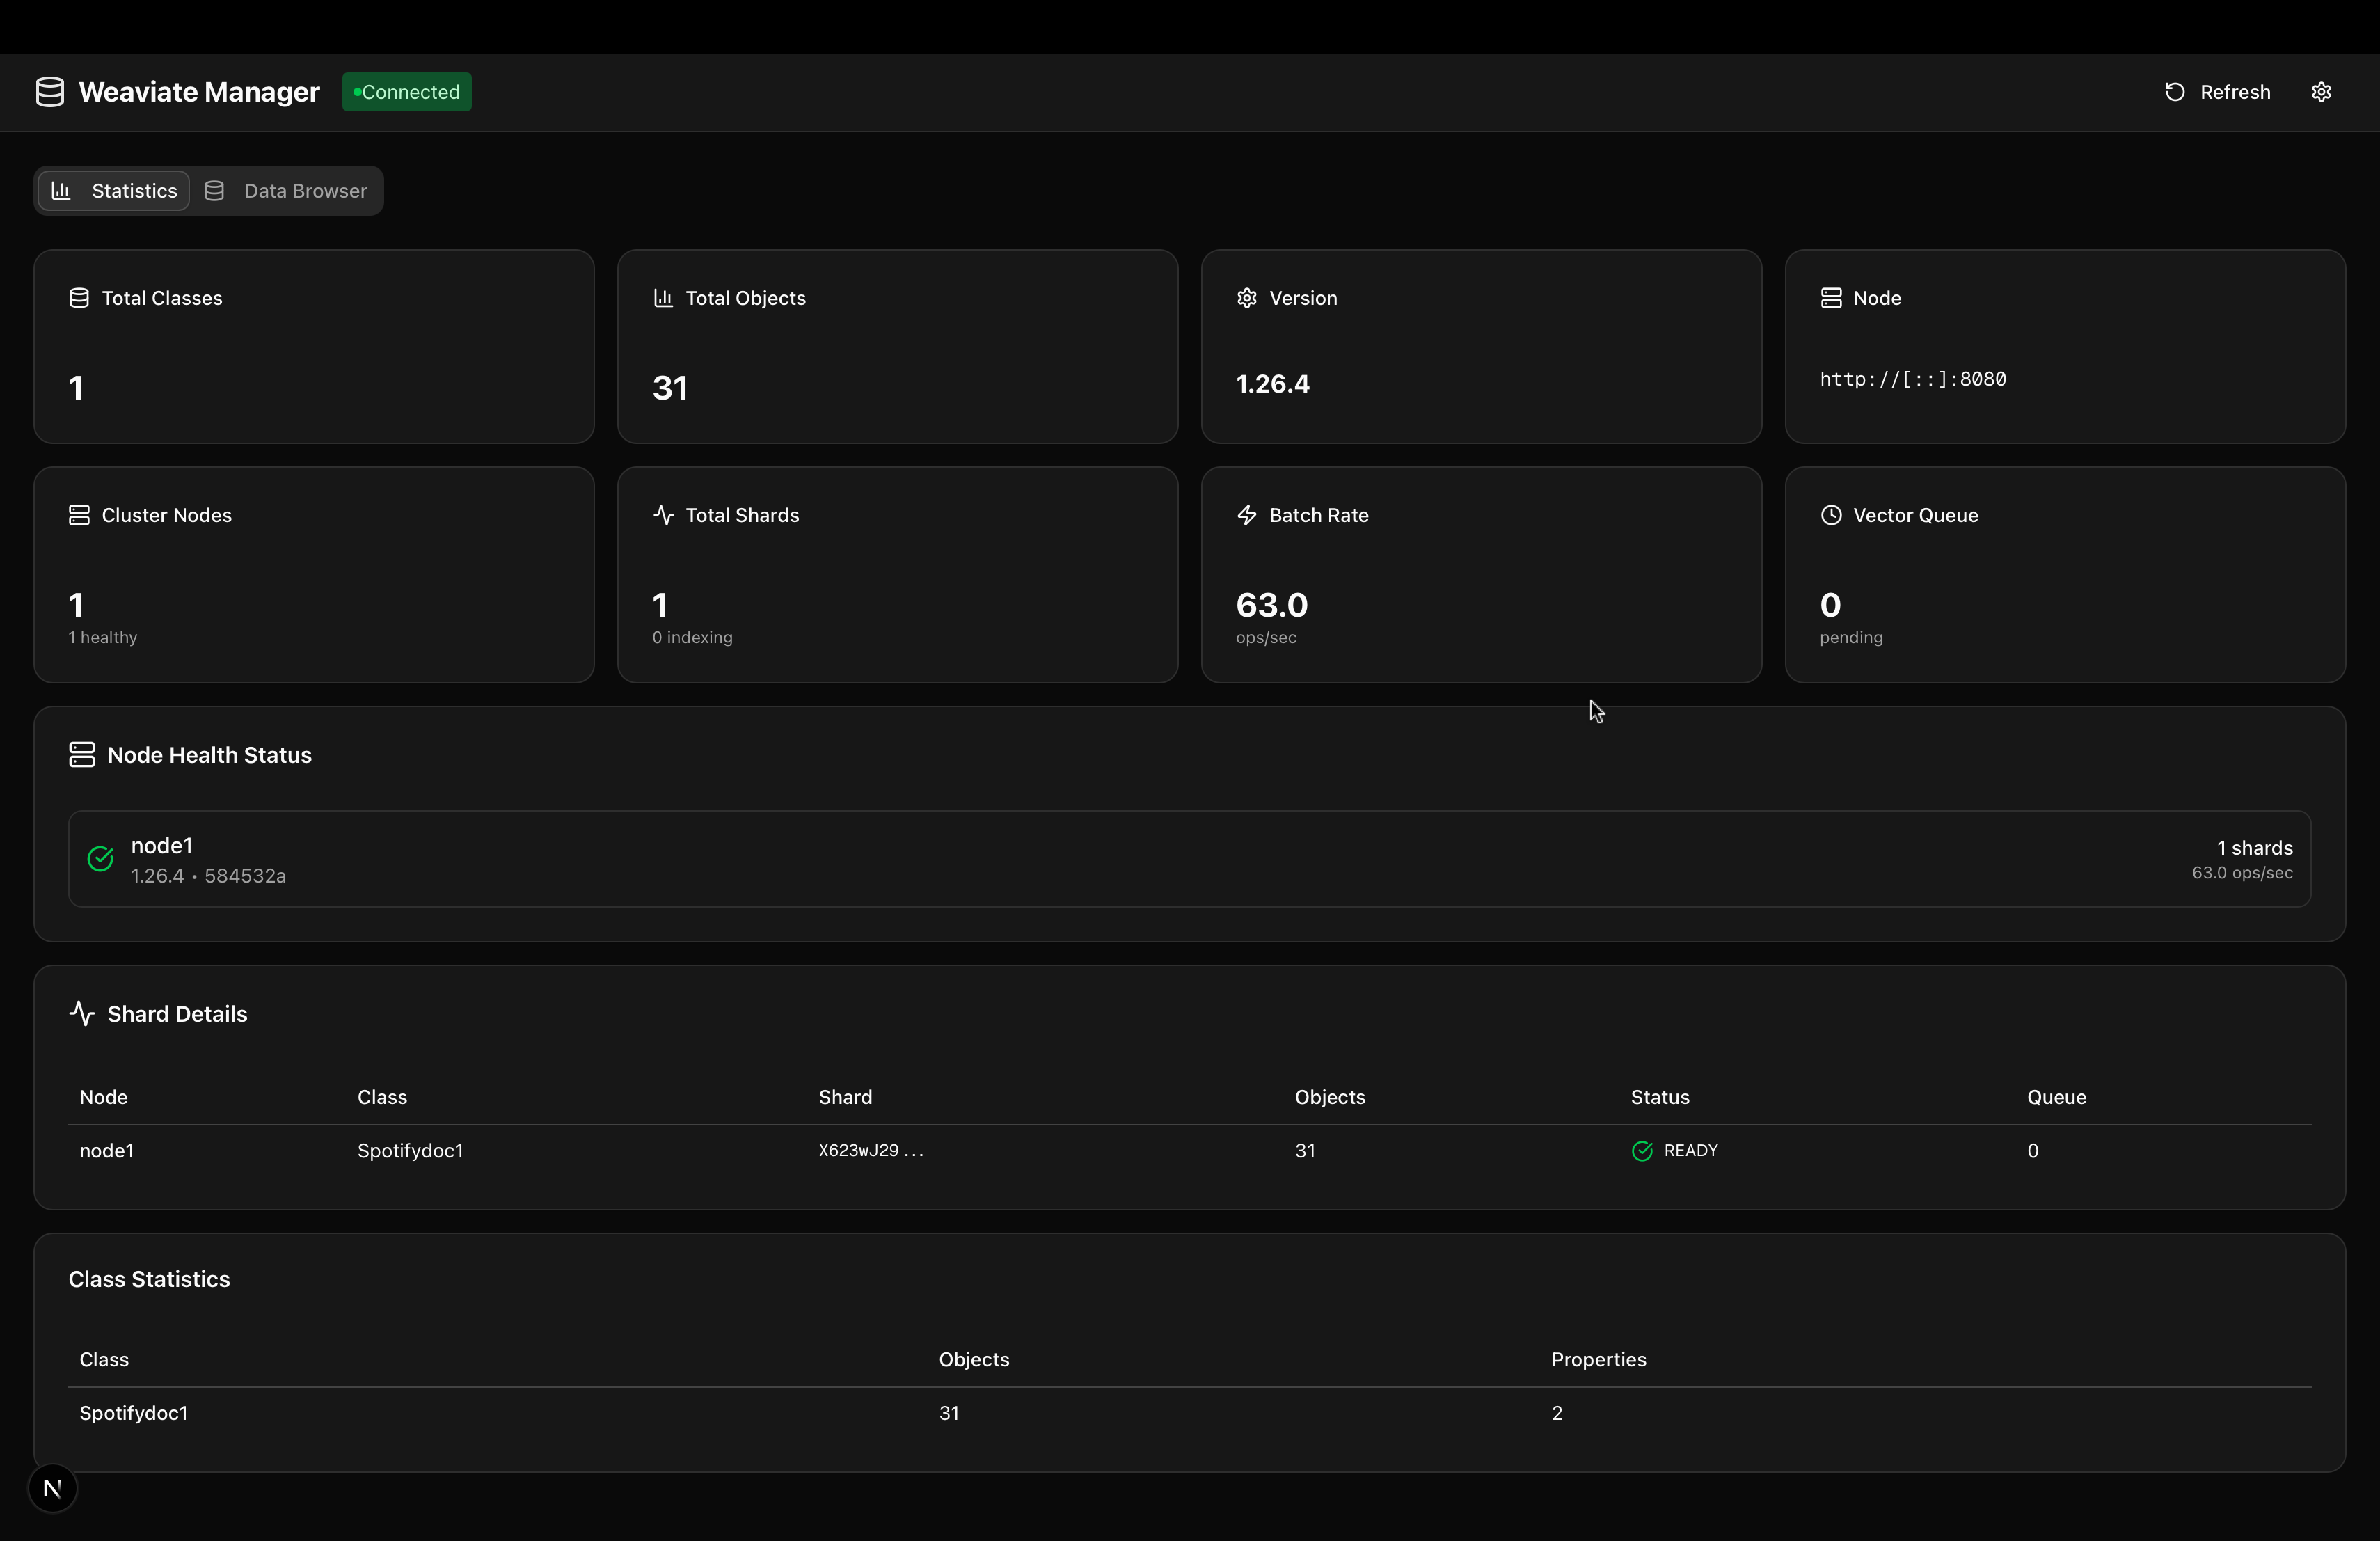 Weaviate Manager
Connected
Refresh
Statistics
Data Browser
Total Classes
1
Total Objects
31
Version
1.26.4
Node
http://[::]:8080
Cluster Nodes
1
1 healthy
Total Shards
1
0 indexing
Batch Rate
63.0
ops/sec
Vector Queue
0
pending
Node Health Status
node1
1.26.4 • 584532a
1 shards
63.0 ops/sec
Shard Details
Node Class Shard Objects Status Queue
node1 Spotifydoc1 X623wJ29... 31 READY 0
Class Statistics
Class Objects Properties
Spotifydoc1 31 2
N